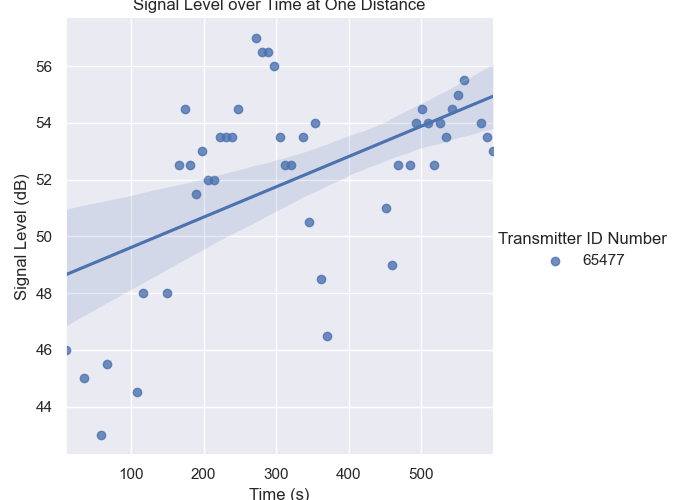 Signal Level over Time at One Distance
56
54
52
50
48
46
44
Signal Level (dB)
100 200 300 400 500
Time (s)
Transmitter ID Number
65477